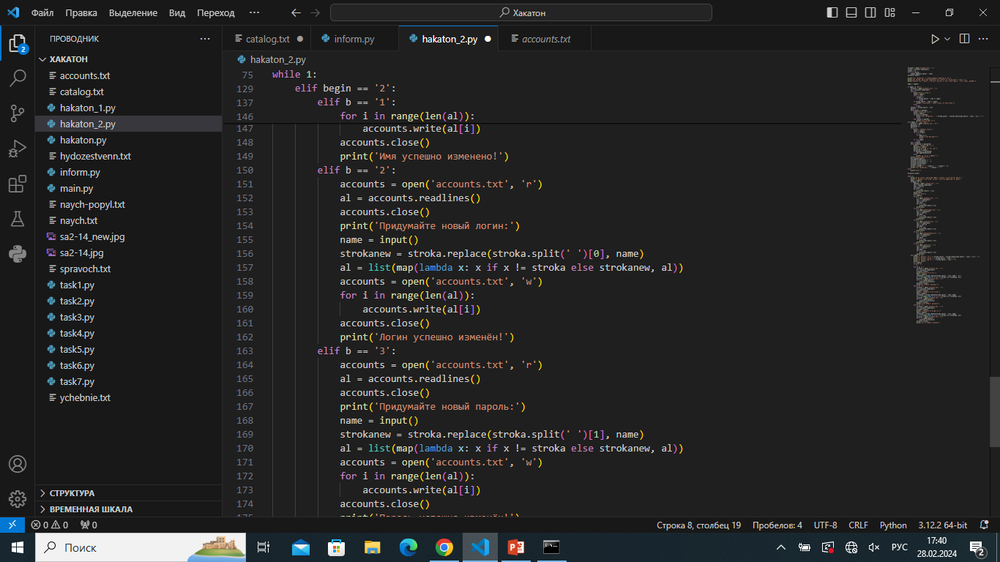 Файл Правка Выделение Вид Переход ··· Хакатон
ПРОВОДНИК ···
catalog.txt inform.py hakaton_2.py accounts.txt
ХАКАТОН
accounts.txt
catalog.txt
hakaton_1.py
hakaton_2.py
hakaton.py
hydozestvenn.txt
inform.py
main.py
naych-popyl.txt
naych.txt
sa2-14_new.jpg
sa2-14.jpg
spravoch.txt
task1.py
task2.py
task3.py
task4.py
task5.py
task6.py
task7.py
ychebnie.txt
СТРУКТУРА
ВРЕМЕННАЯ ШКАЛА
2
hakaton_2.py
75 while 1:
129 elif begin == '2':
137 elif b == '1':
146 for i in range(len(al)):
147 accounts.write(al[i])
148 accounts.close()
149 print('Имя успешно изменено!')
150 elif b == '2':
151 accounts = open('accounts.txt', 'r')
152 al = accounts.readlines()
153 accounts.close()
154 print('Придумайте новый логин:')
155 name = input()
156 strokanew = stroka.replace(stroka.split(' ')[0], name)
157 al = list(map(lambda x: x if x != stroka else strokanew, al))
158 accounts = open('accounts.txt', 'w')
159 for i in range(len(al)):
160 accounts.write(al[i])
161 accounts.close()
162 print('Логин успешно изменён!')
163 elif b == '3':
164 accounts = open('accounts.txt', 'r')
165 al = accounts.readlines()
166 accounts.close()
167 print('Придумайте новый пароль:')
168 name = input()
169 strokanew = stroka.replace(stroka.split(' ')[1], name)
170 al = list(map(lambda x: x if x != stroka else strokanew, al))
171 accounts = open('accounts.txt', 'w')
172 for i in range(len(al)):
173 accounts.write(al[i])
174 accounts.close()
0 0 0 Строка 8, столбец 19 Пробелов: 4 UTF-8 CRLF Python 3.12.2 64-bit
Поиск
РУС
17:40
28.02.2024
2